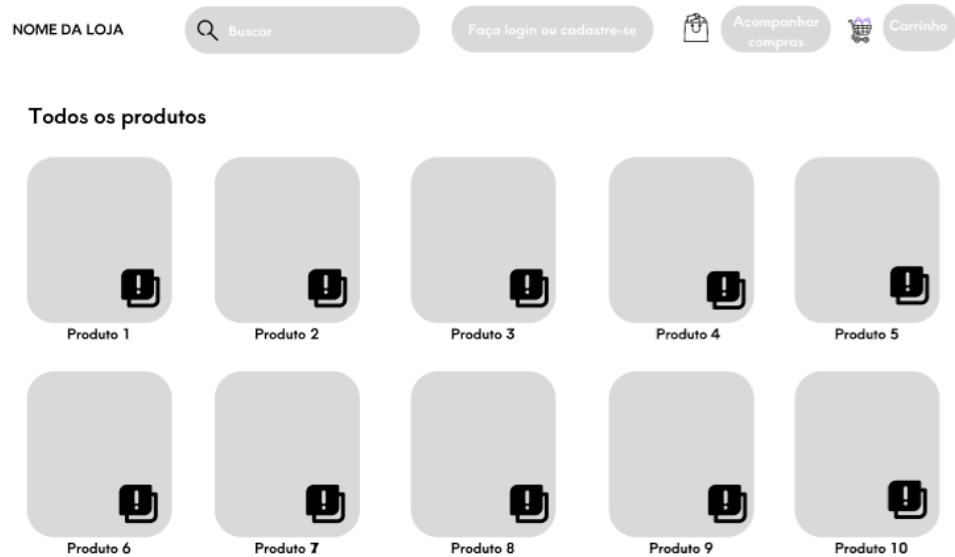 NOME DA LOJA
Buscar
Faça login ou cadastre-se
Acompanhar
compras
Carrinho
Todos os produtos
Produto 1
Produto 2
Produto 3
Produto 4
Produto 5
Produto 6
Produto 7
Produto 8
Produto 9
Produto 10